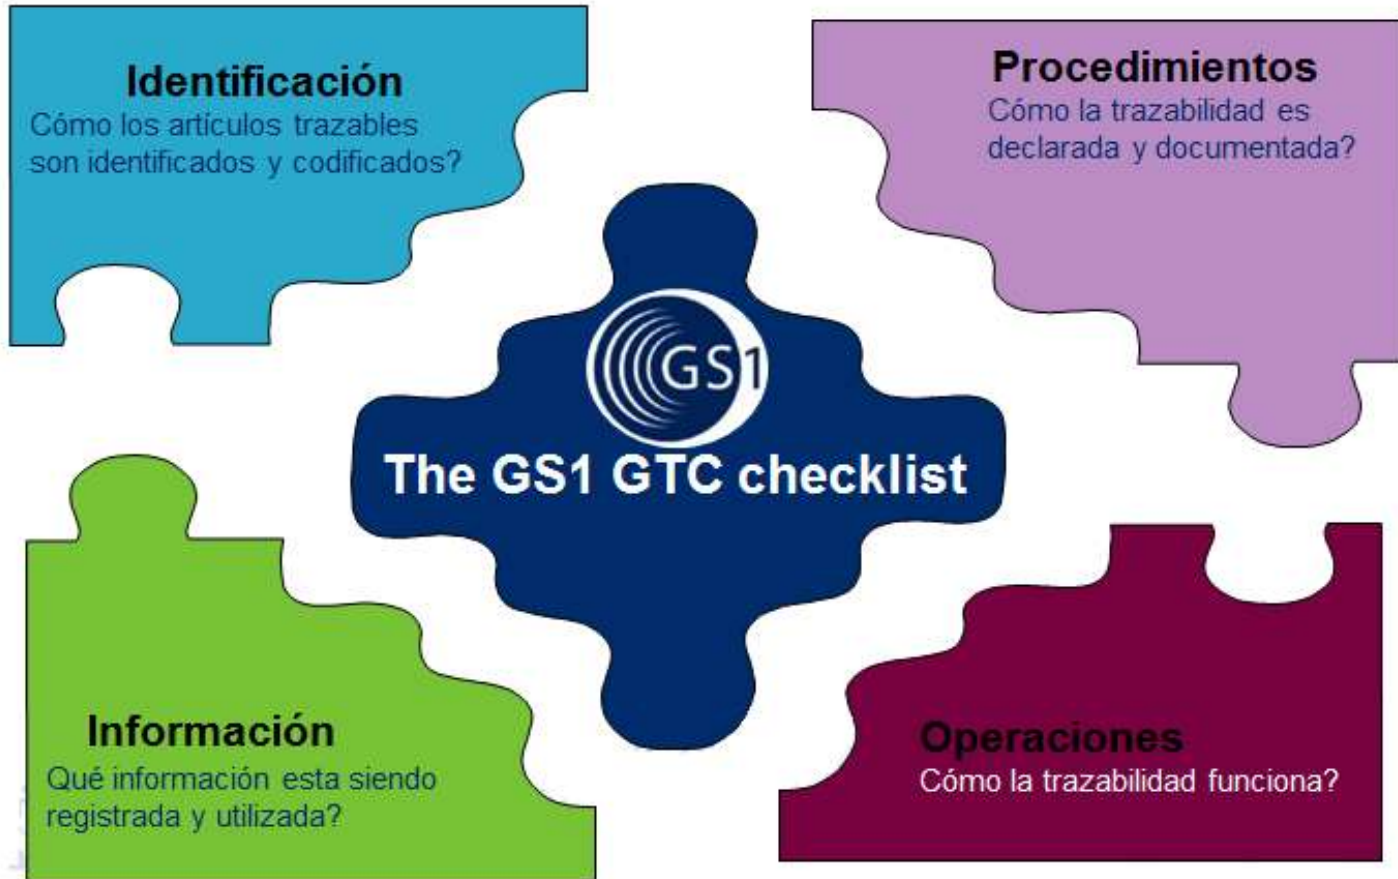 Identificación
Cómo los artículos trazables
son identificados y codificados?
Procedimientos
Cómo la trazabilidad es
declarada y documentada?
GS1
The GS1 GTC checklist
Información
Qué información esta siendo
registrada y utilizada?
Operaciones
Cómo la trazabilidad funciona?